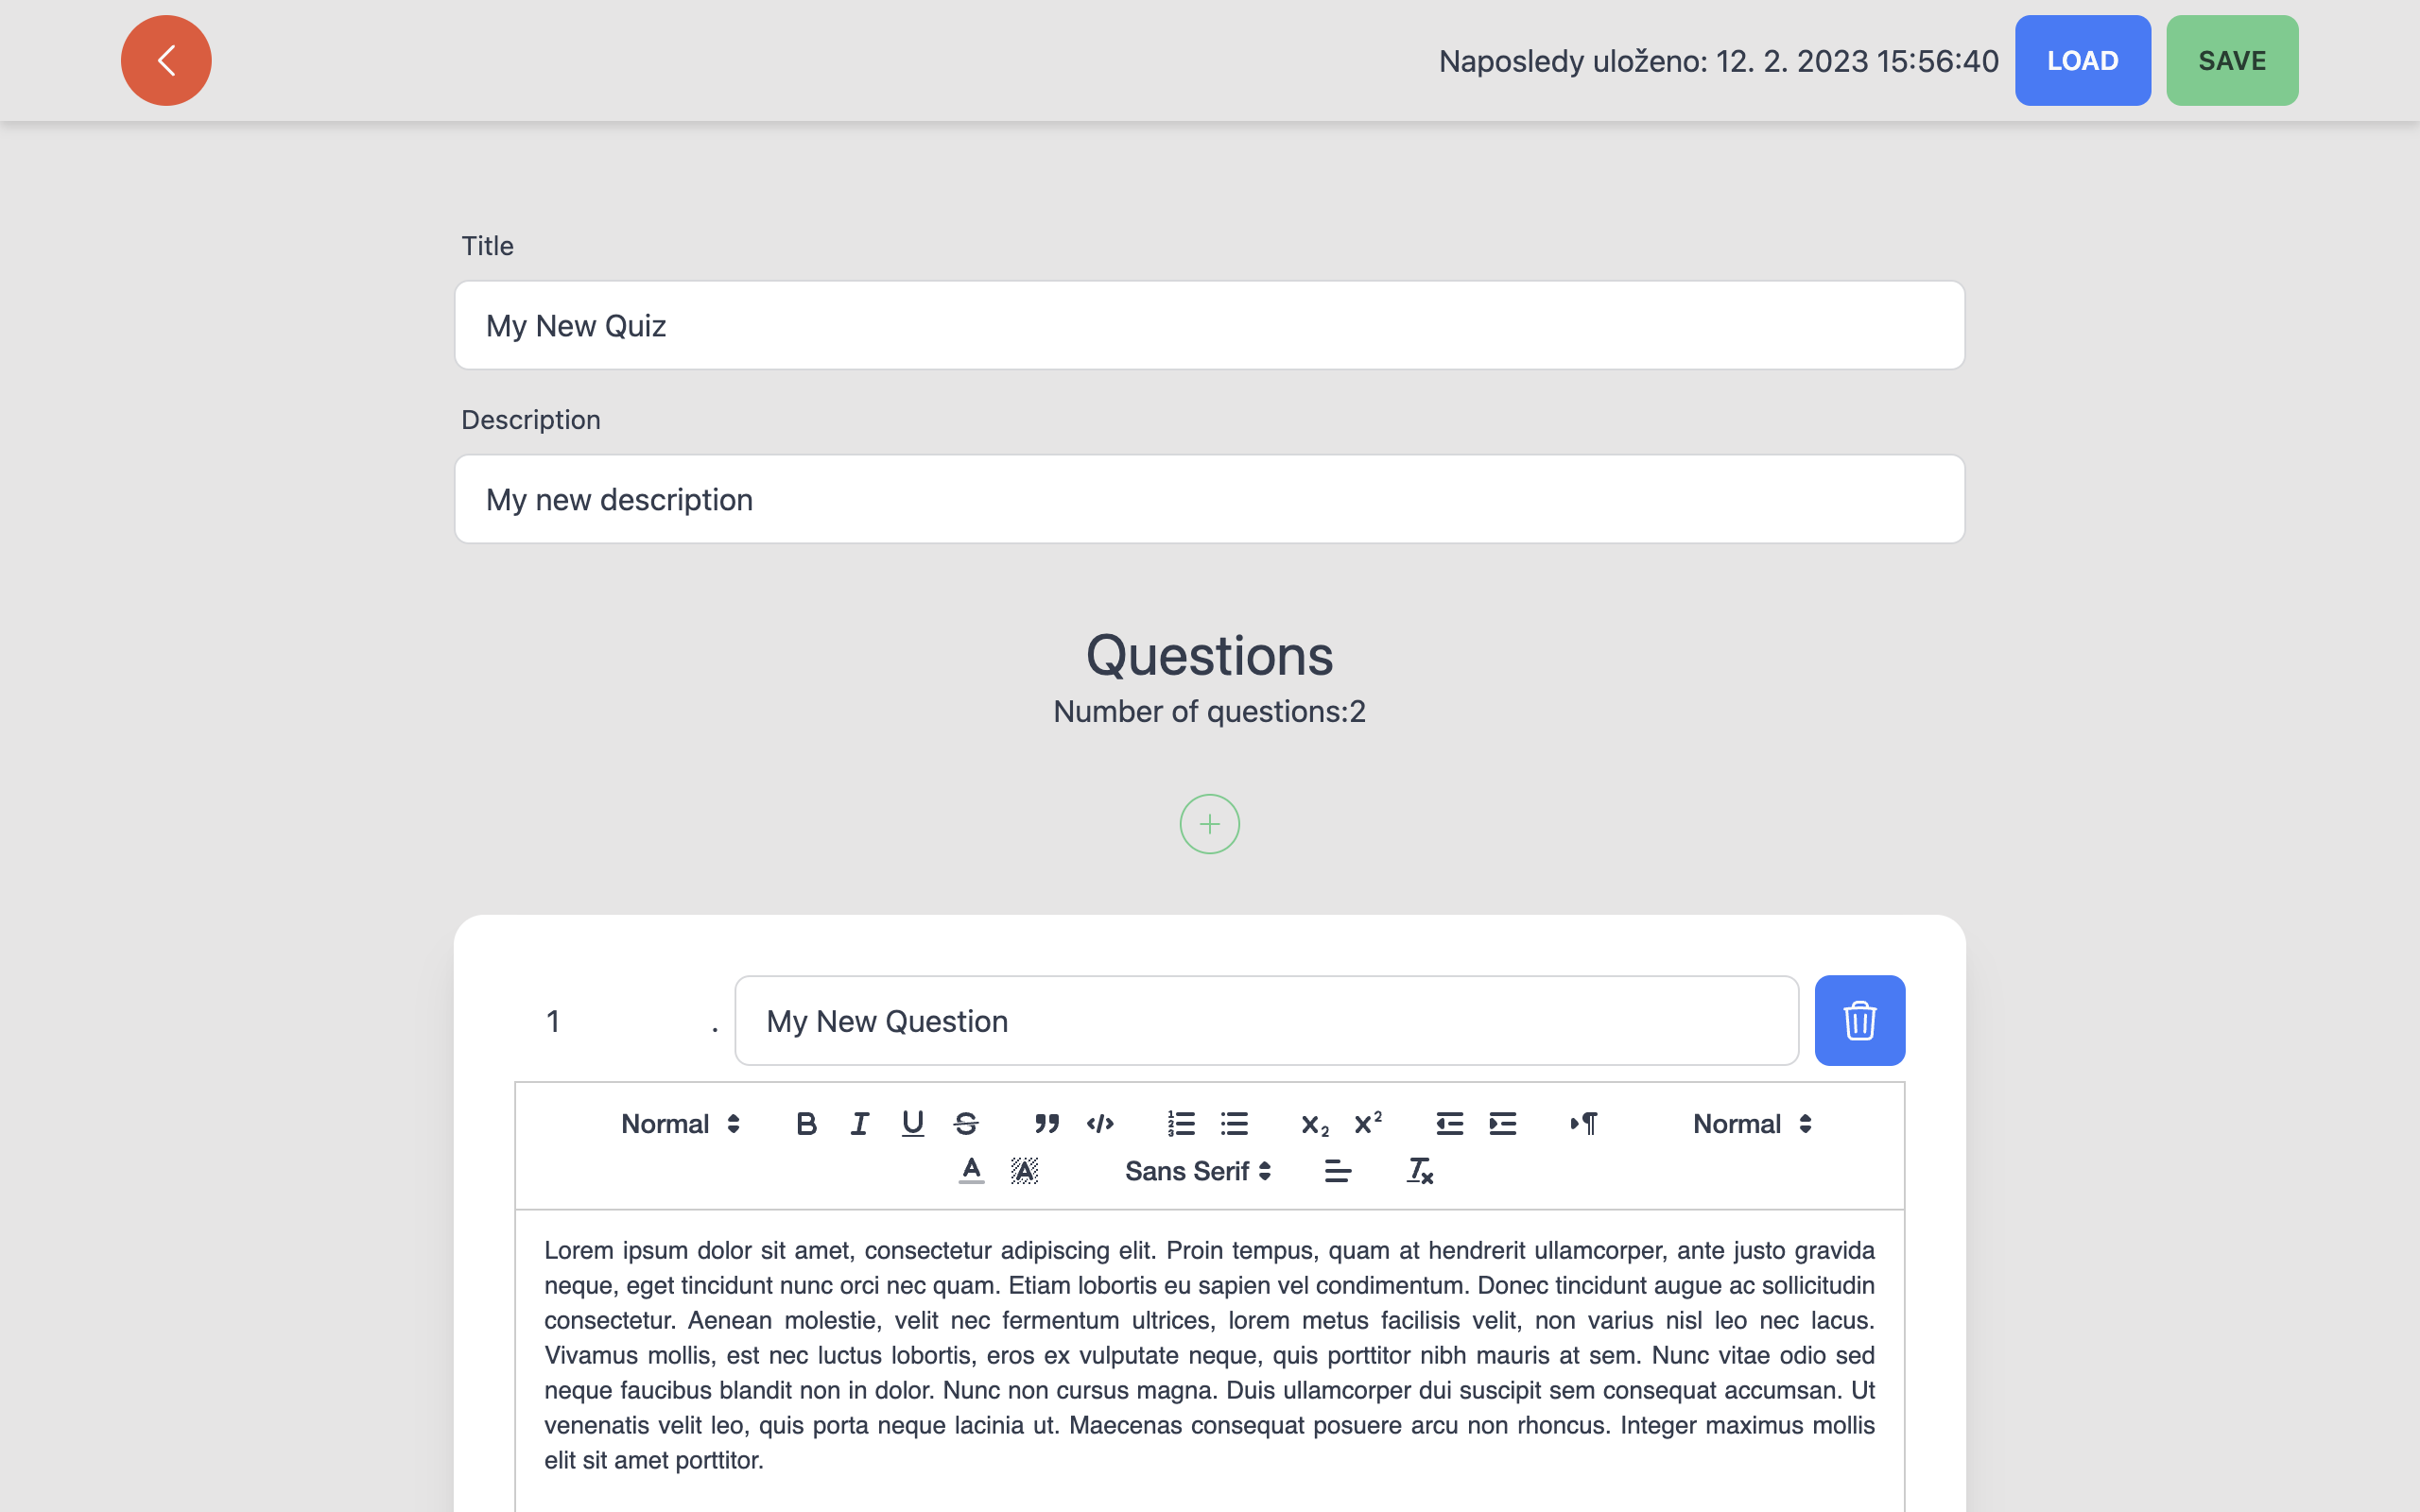 Naposledy uloženo: 12. 2. 2023 15:56:40 LOAD SAVE
Title
My New Quiz
Description
My new description
Questions
Number of questions:2
1 . My New Question
Normal B I U S x₂ x² Normal
A A Sans Serif Tx
Lorem ipsum dolor sit amet, consectetur adipiscing elit. Proin tempus, quam at hendrerit ullamcorper, ante justo gravida
neque, eget tincidunt nunc orci nec quam. Etiam lobortis eu sapien vel condimentum. Donec tincidunt augue ac sollicitudin
consectetur. Aenean molestie, velit nec fermentum ultrices, lorem metus facilisis velit, non varius nisl leo nec lacus.
Vivamus mollis, est nec luctus lobortis, eros ex vulputate neque, quis porttitor nibh mauris at sem. Nunc vitae odio sed
neque faucibus blandit non in dolor. Nunc non cursus magna. Duis ullamcorper dui suscipit sem consequat accumsan. Ut
venenatis velit leo, quis porta neque lacinia ut. Maecenas consequat posuere arcu non rhoncus. Integer maximus mollis
elit sit amet porttitor.